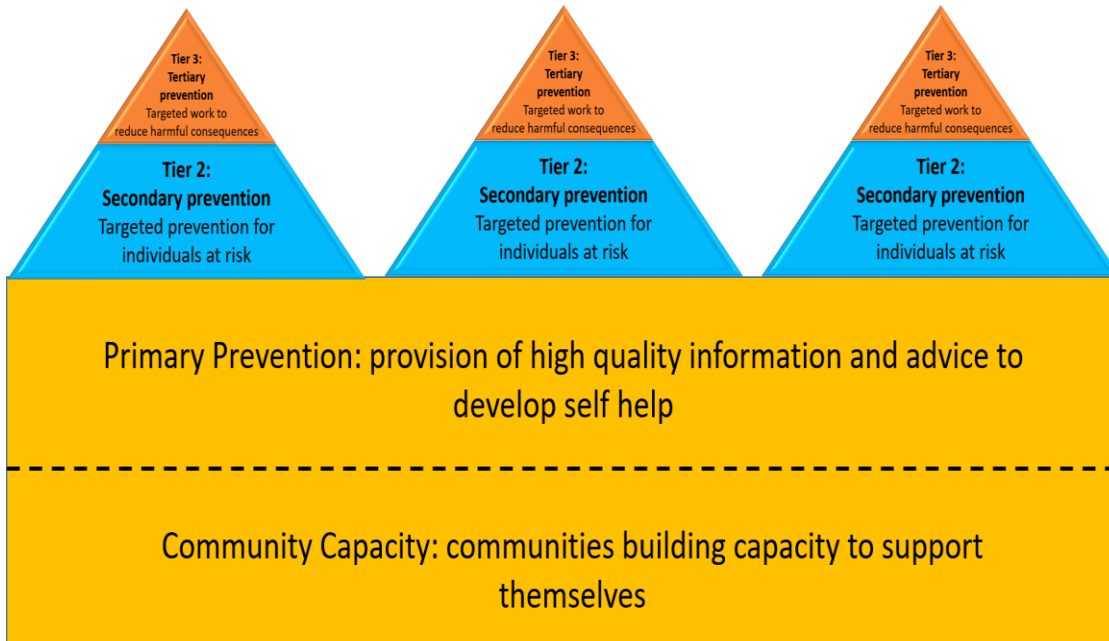 Tier 3:
Tertiary
prevention
Targeted work to
reduce harmful consequences
Tier 2:
Secondary prevention
Targeted prevention for
individuals at risk
Tier 3:
Tertiary
prevention
Targeted work to
reduce harmful consequences
Tier 2:
Secondary prevention
Targeted prevention for
individuals at risk
Tier 3:
Tertiary
prevention
Targeted work to
reduce harmful consequences
Tier 2:
Secondary prevention
Targeted prevention for
individuals at risk
Primary Prevention: provision of high quality information and advice to
develop self help
Community Capacity: communities building capacity to support
themselves